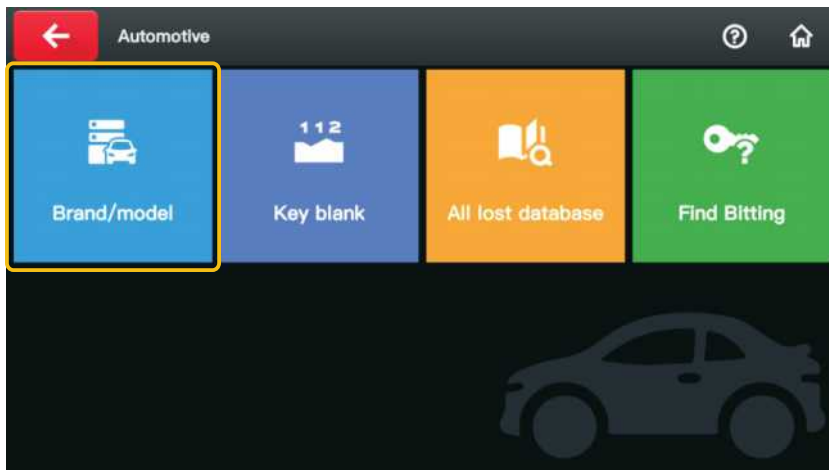 Automotive
112
Brand/model
Key blank
All lost database
Find Bitting